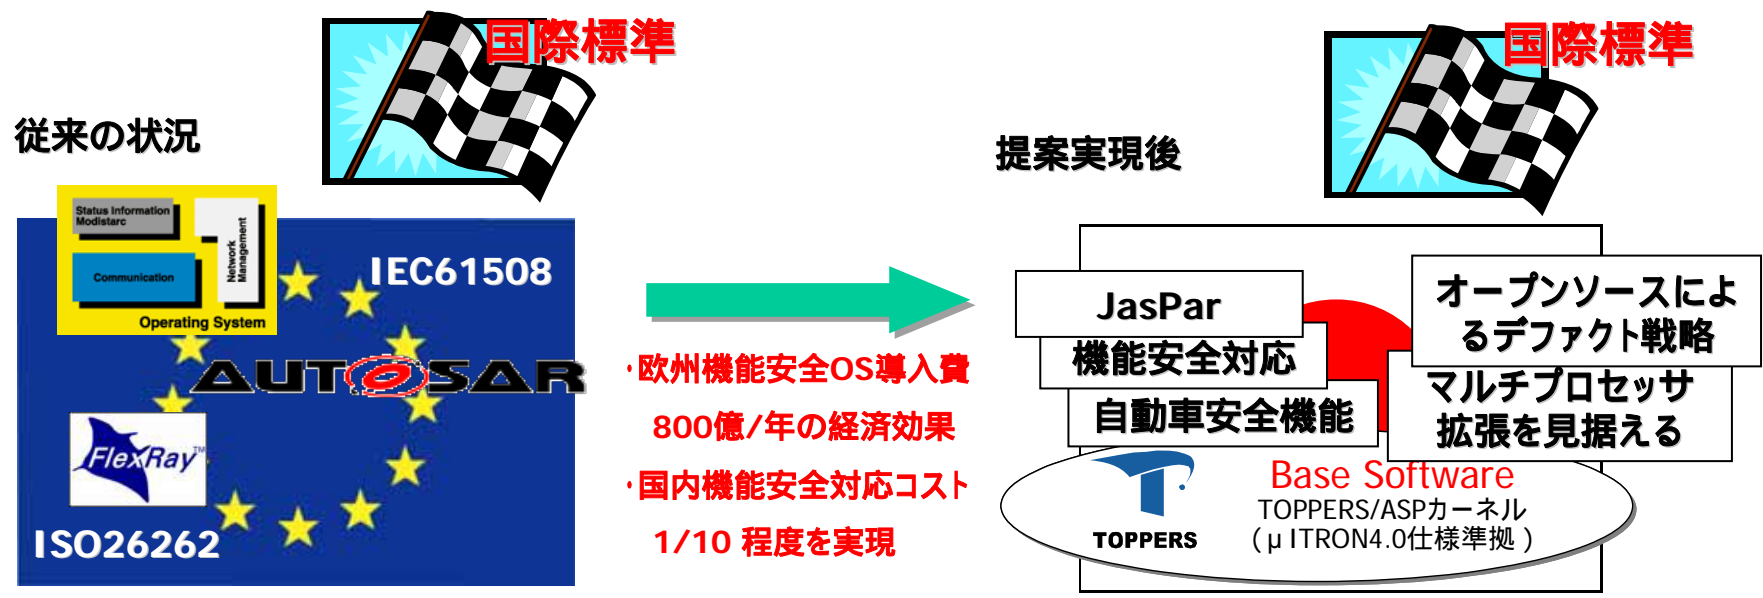 国際標準
従来の状況
Status Information
Modistarc
Network
Management
Communication
Operating System
IEC61508
AUTOSAR
FlexRay™
ISO26262
・欧州機能安全OS導入費
800億/年の経済効果
・国内機能安全対応コスト
1/10 程度を実現
国際標準
提案実現後
JasPar
機能安全対応
自動車安全機能
オープンソースによ
るデファクト戦略
マルチプロセッサ
拡張を見据える
TOPPERS
Base Software
TOPPERS/ASPカーネル
(μITRON4.0仕様準拠)